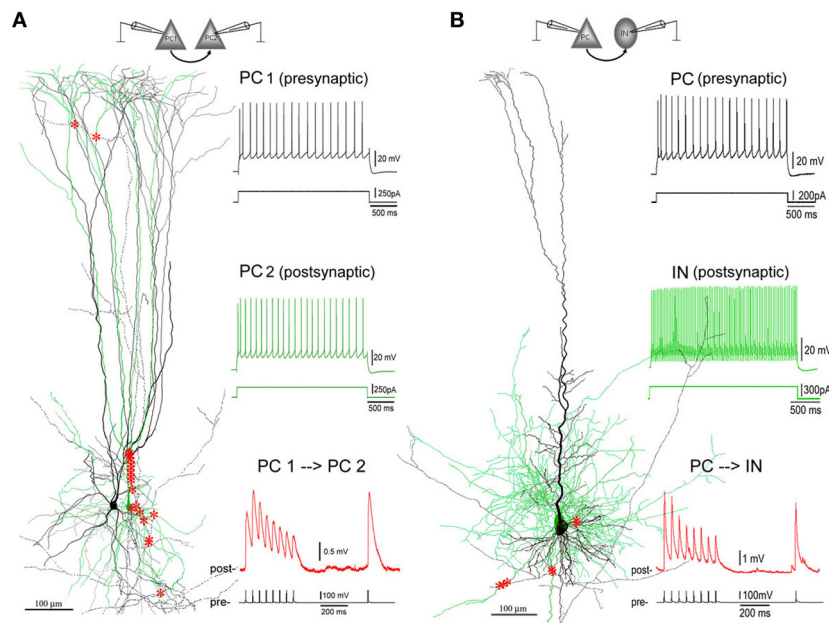 A
PC1
PC2
PC 1 (presynaptic)
20 mV
250pA
500 ms
PC 2 (postsynaptic)
20 mV
250pA
500 ms
PC 1 --> PC 2
0.5 mV
post-
100 mV
pre-
200 ms
100 µm
B
PC
IN
PC (presynaptic)
20 mV
200pA
500 ms
IN (postsynaptic)
20 mV
300pA
500 ms
PC --> IN
1 mV
post-
100mV
pre-
200 ms
100 µm